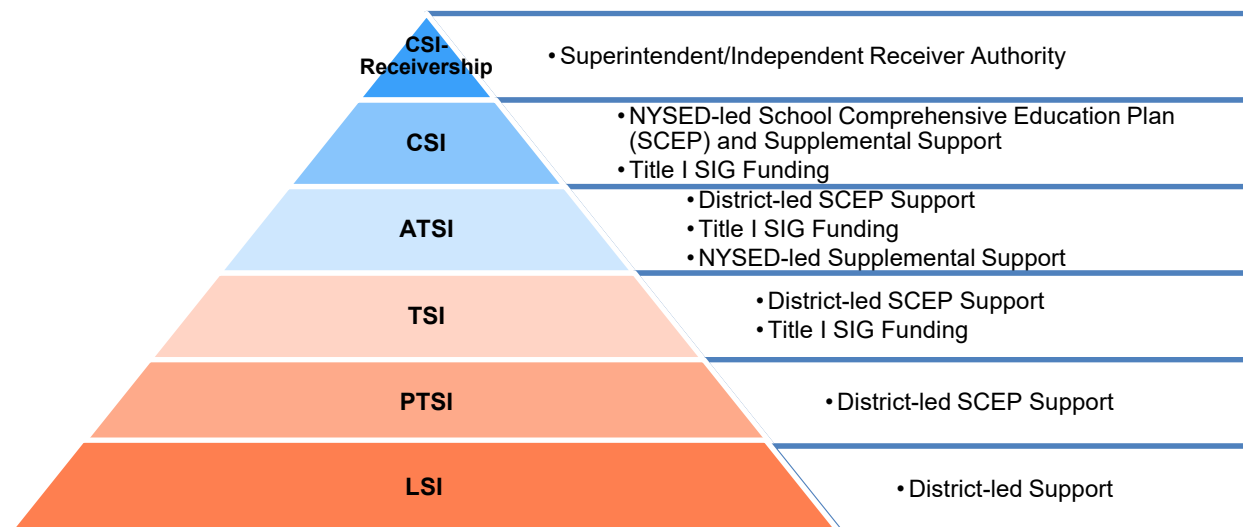 CSI-
Receivership
• Superintendent/Independent Receiver Authority
CSI
• NYSED-led School Comprehensive Education Plan
(SCEP) and Supplemental Support
• Title I SIG Funding
ATSI
• District-led SCEP Support
• Title I SIG Funding
• NYSED-led Supplemental Support
TSI
• District-led SCEP Support
• Title I SIG Funding
PTSI
• District-led SCEP Support
LSI
• District-led Support